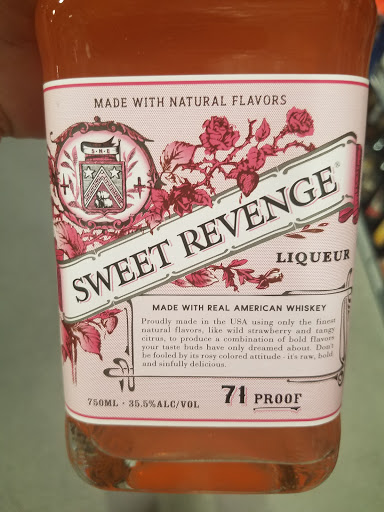 MADE WITH NATURAL FLAVORS
S·M·R
SWEET REVENGE®
LIQUEUR
MADE WITH REAL AMERICAN WHISKEY
Proudly made in the USA using only the finest
natural flavors, like wild strawberry and tangy
citrus, to produce a combination of bold flavors
your taste buds have only dreamed about. Don't
be fooled by its rosy colored attitude - it's raw, bold
and sinfully delicious.
750ML · 35.5%ALC/VOL
71 PROOF